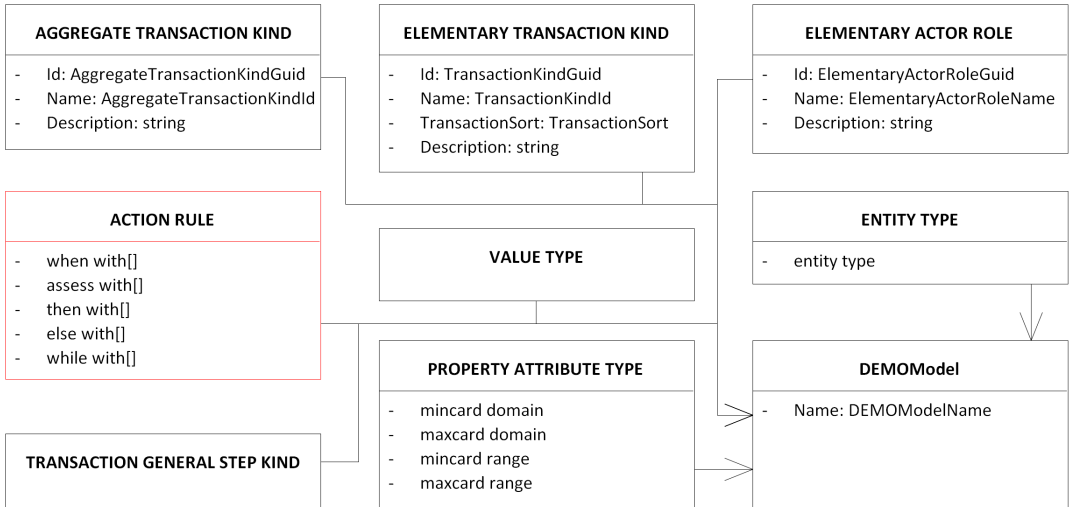 AGGREGATE TRANSACTION KIND
- Id: AggregateTransactionKindGuid
- Name: AggregateTransactionKindId
- Description: string
ELEMENTARY TRANSACTION KIND
- Id: TransactionKindGuid
- Name: TransactionKindId
- TransactionSort: TransactionSort
- Description: string
ELEMENTARY ACTOR ROLE
- Id: ElementaryActorRoleGuid
- Name: ElementaryActorRoleName
- Description: string
ACTION RULE
- when with[]
- assess with[]
- then with[]
- else with[]
- while with[]
VALUE TYPE
ENTITY TYPE
- entity type
PROPERTY ATTRIBUTE TYPE
- mincard domain
- maxcard domain
- mincard range
- maxcard range
DEMOModel
- Name: DEMOModelName
TRANSACTION GENERAL STEP KIND